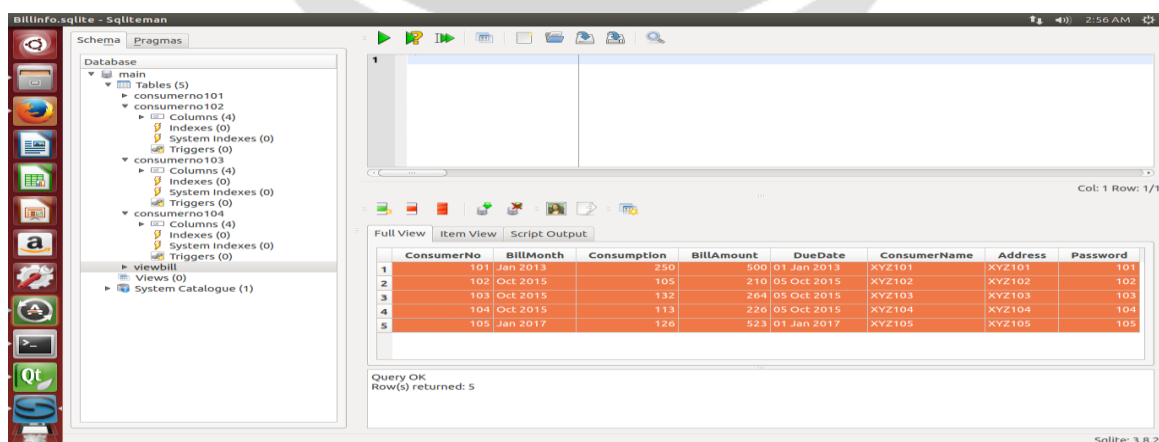 Billinfo.sqlite - Sqliteman
2:56 AM
Schema Pragmas
Database
main
Tables (5)
consumerno101
consumerno102
Columns (4)
Indexes (0)
System Indexes (0)
Triggers (0)
consumerno103
Columns (4)
Indexes (0)
System Indexes (0)
Triggers (0)
consumerno104
Columns (4)
Indexes (0)
System Indexes (0)
Triggers (0)
viewbill
Views (0)
System Catalogue (1)
1
Col: 1 Row: 1/1
Full View Item View Script Output
ConsumerNo BillMonth Consumption BillAmount DueDate ConsumerName Address Password
1 101 Jan 2013 250 500 01 Jan 2013 XYZ101 XYZ101 101
2 102 Oct 2015 105 210 05 Oct 2015 XYZ102 XYZ102 102
3 103 Oct 2015 132 264 05 Oct 2015 XYZ103 XYZ103 103
4 104 Oct 2015 113 226 05 Oct 2015 XYZ104 XYZ104 104
5 105 Jan 2017 126 523 01 Jan 2017 XYZ105 XYZ105 105
Query OK
Row(s) returned: 5
Sqlite: 3.8.2